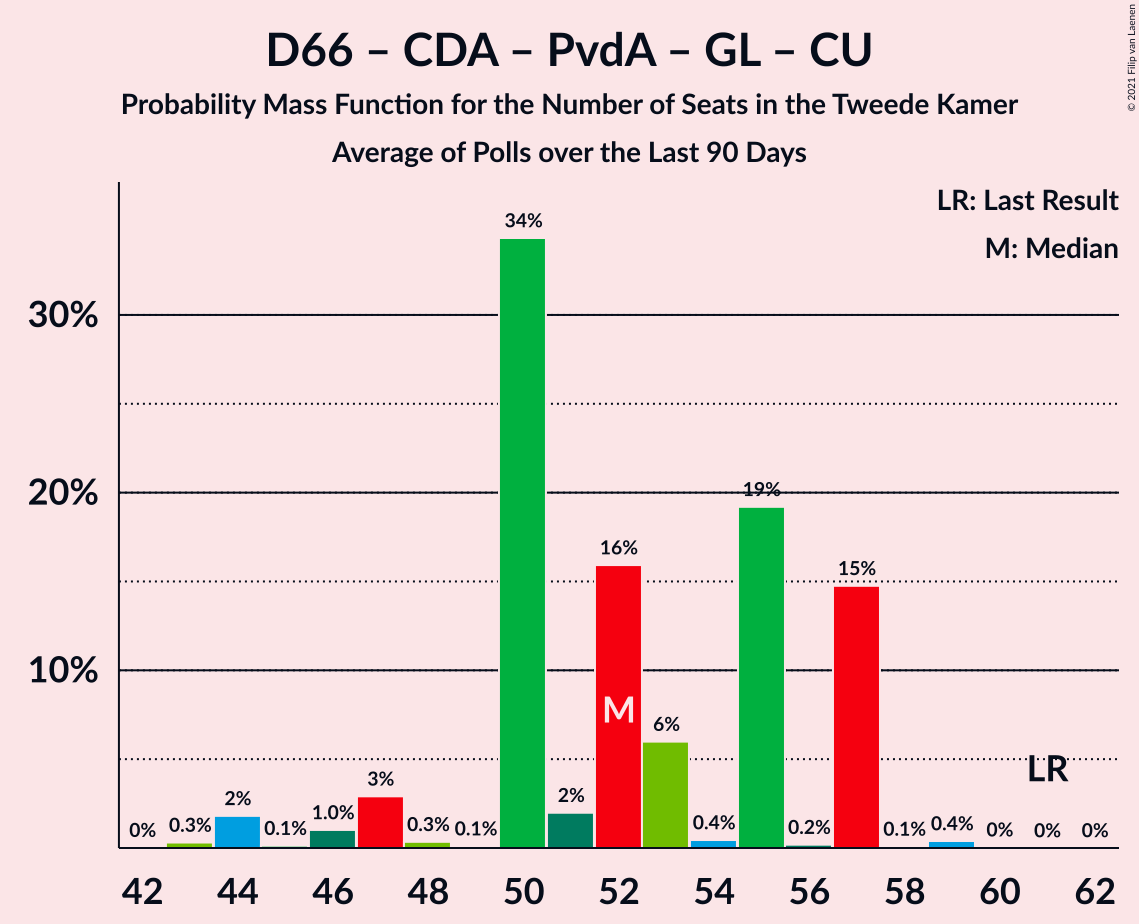 D66 – CDA – PvdA – GL – CU
Probability Mass Function for the Number of Seats in the Tweede Kamer
Average of Polls over the Last 90 Days
© 2021 Filip van Laenen
LR: Last Result
M: Median
34%
30%
20%
19%
16%
15%
10%
M
6%
LR
3%
2%
2%
1.0%
0% 0.3% 0.1% 0.3% 0.1% 0.4% 0.2% 0.1% 0.4% 0% 0% 0%
42 44 46 48 50 52 54 56 58 60 62